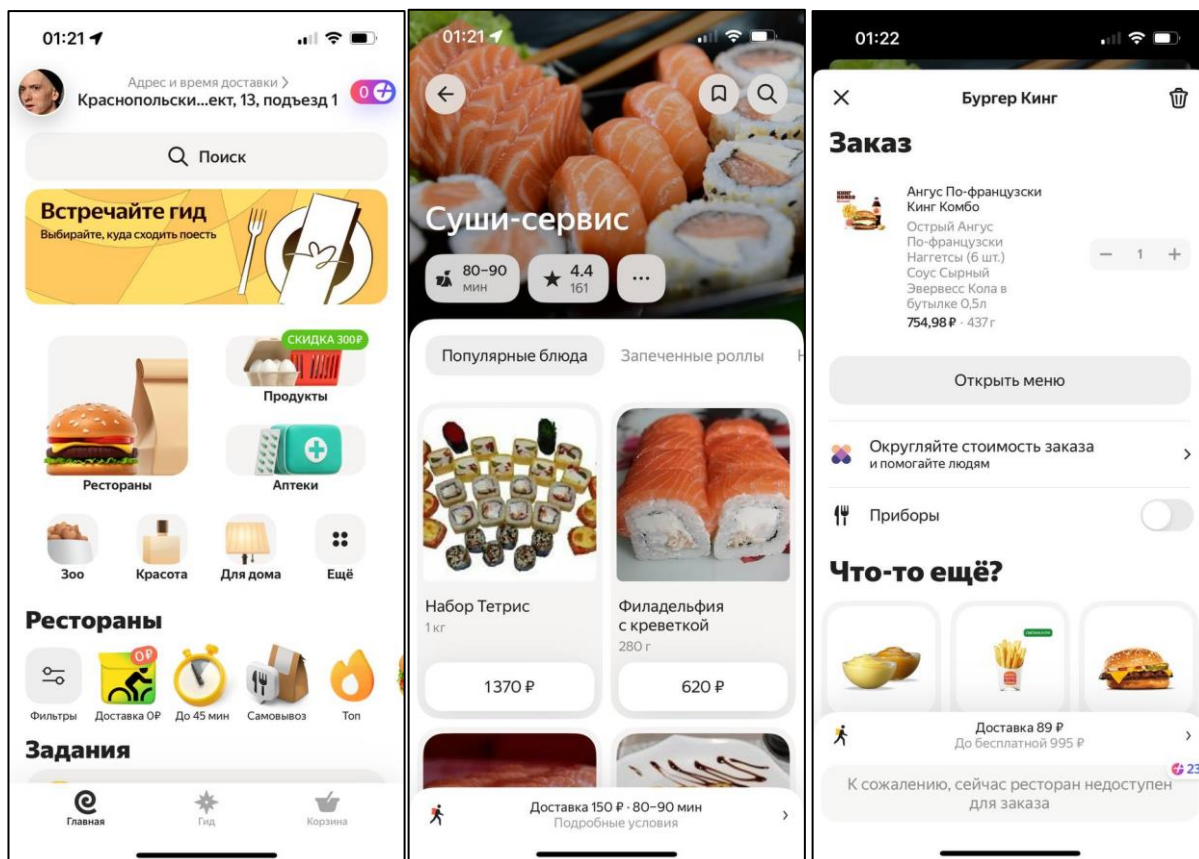 01:21
Адрес и время доставки >
Краснопольски...ект, 13, подъезд 1
0
Поиск
Встречайте гид
Выбирайте, куда сходить поесть
СКИДКА 300₽
Рестораны
Продукты
Аптеки
Зоо
Красота
Для дома
Ещё
Рестораны
0₽
Фильтры
Доставка 0₽
До 45 мин
Самовывоз
Топ
Задания
Главная
Гид
Корзина
01:21
Суши-сервис
80–90
мин
4.4
161
Популярные блюда
Запеченные роллы
Набор Тетрис
1 кг
1370 ₽
Филадельфия
с креветкой
280 г
620 ₽
Доставка 150 ₽ · 80–90 мин
Подробные условия
01:22
Бургер Кинг
Заказ
Ангус По-французски
Кинг Комбо
Острый Ангус
По-французски
Наггетсы (6 шт.)
Соус Сырный
Эвервесс Кола в
бутылке 0,5л
754,98 ₽ · 437 г
1
Открыть меню
Округляйте стоимость заказа
и помогайте людям
Приборы
Что-то ещё?
Доставка 89 ₽
До бесплатной 995 ₽
23
К сожалению, сейчас ресторан недоступен
для заказа